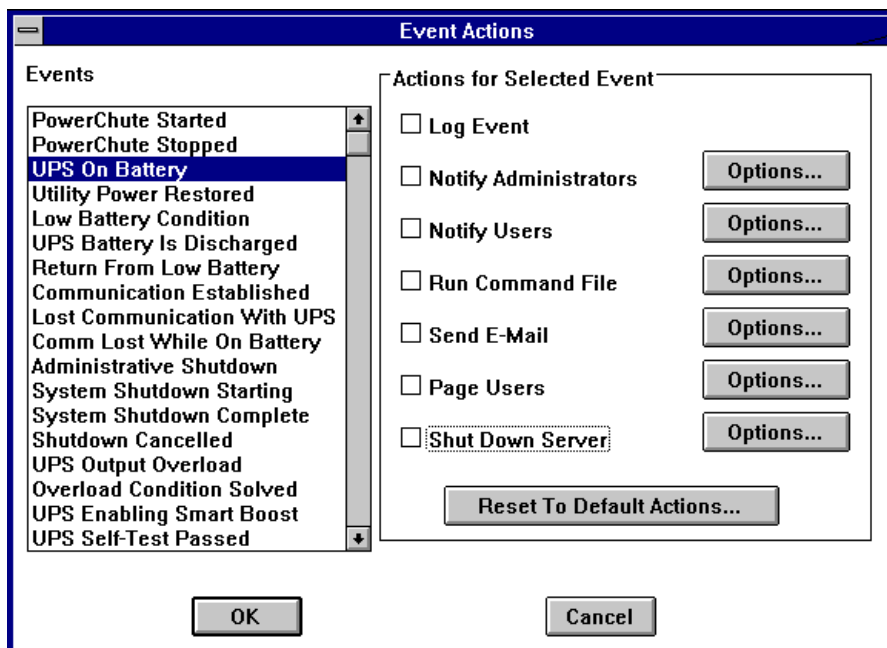 Event Actions
Events
PowerChute Started
PowerChute Stopped
UPS On Battery
Utility Power Restored
Low Battery Condition
UPS Battery Is Discharged
Return From Low Battery
Communication Established
Lost Communication With UPS
Comm Lost While On Battery
Administrative Shutdown
System Shutdown Starting
System Shutdown Complete
Shutdown Cancelled
UPS Output Overload
Overload Condition Solved
UPS Enabling Smart Boost
UPS Self-Test Passed
Actions for Selected Event
Log Event
Notify Administrators Options...
Notify Users Options...
Run Command File Options...
Send E-Mail Options...
Page Users Options...
Shut Down Server Options...
Reset To Default Actions...
OK Cancel